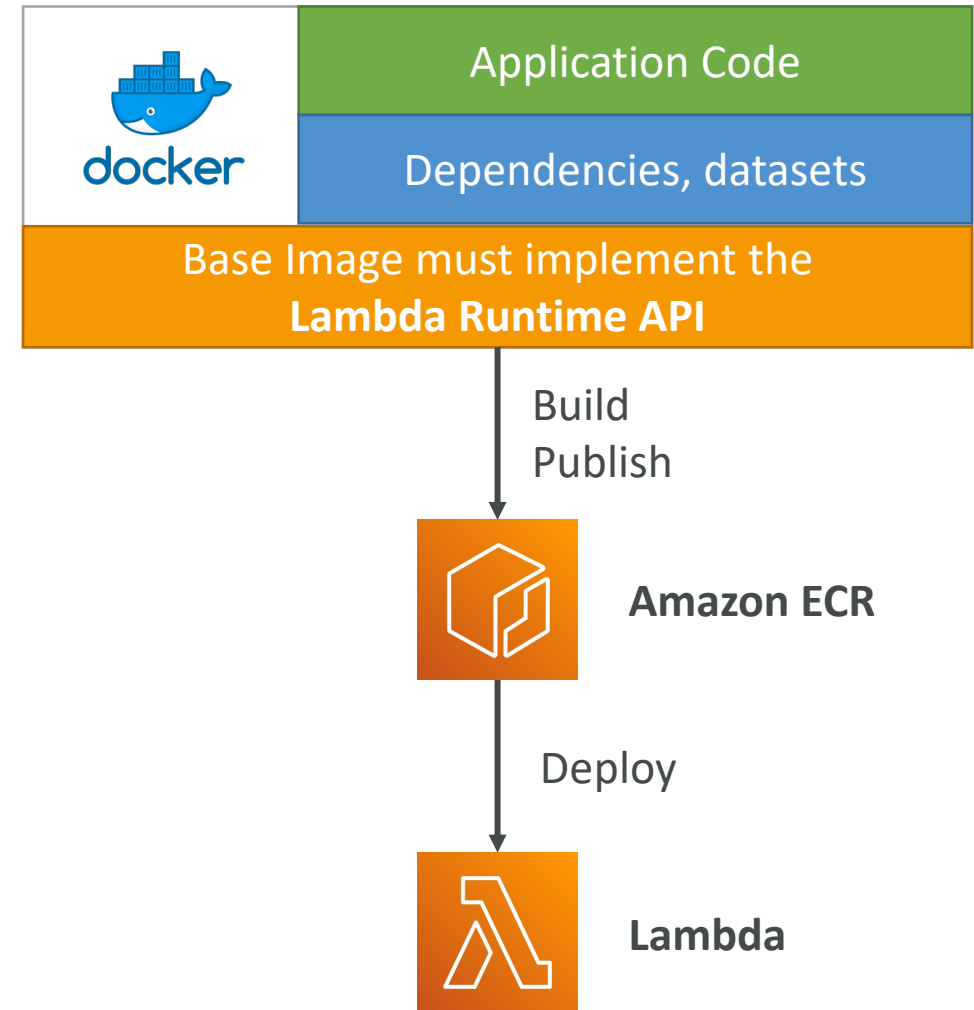 docker
Application Code
Dependencies, datasets
Base Image must implement the
Lambda Runtime API
Build
Publish
Amazon ECR
Deploy
Lambda